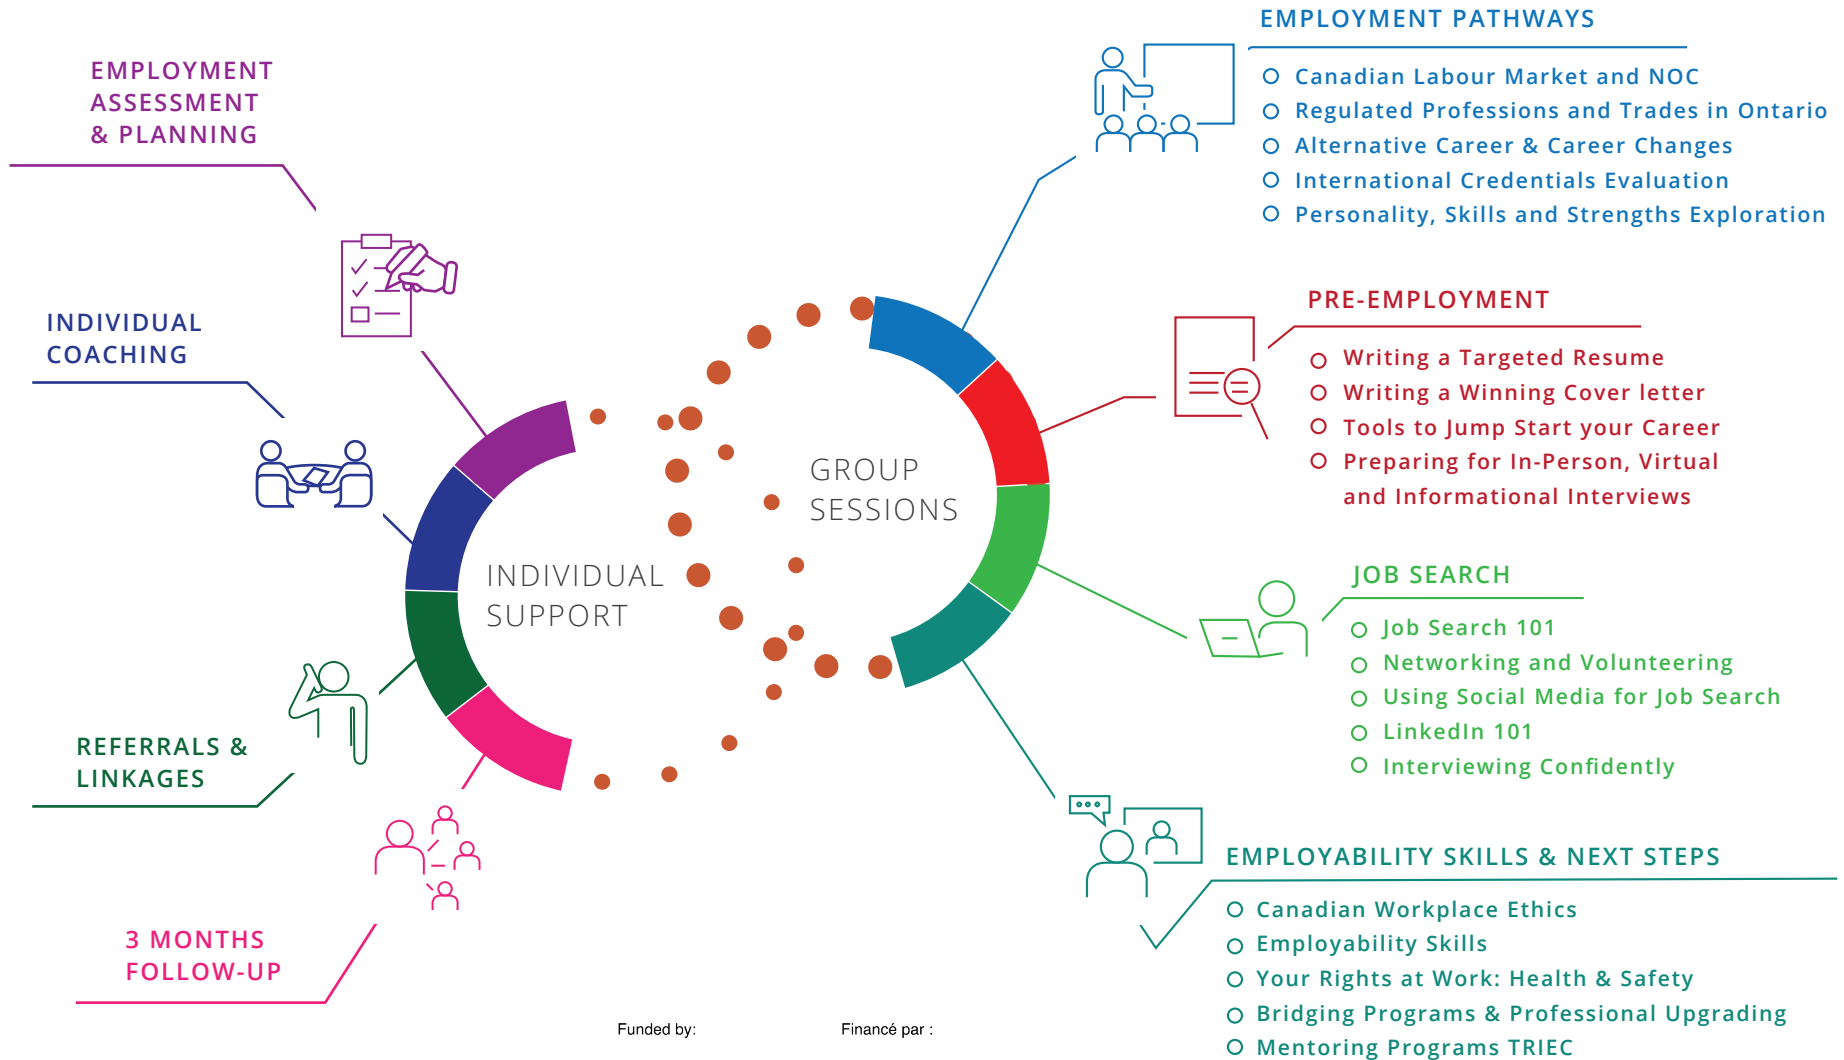 EMPLOYMENT
ASSESSMENT
& PLANNING
INDIVIDUAL
COACHING
REFERRALS &
LINKAGES
3 MONTHS
FOLLOW-UP
INDIVIDUAL
SUPPORT
GROUP
SESSIONS
EMPLOYMENT PATHWAYS
Canadian Labour Market and NOC
Regulated Professions and Trades in Ontario
Alternative Career & Career Changes
International Credentials Evaluation
Personality, Skills and Strengths Exploration
PRE-EMPLOYMENT
Writing a Targeted Resume
Writing a Winning Cover letter
Tools to Jump Start your Career
Preparing for In-Person, Virtual
and Informational Interviews
JOB SEARCH
Job Search 101
Networking and Volunteering
Using Social Media for Job Search
LinkedIn 101
Interviewing Confidently
EMPLOYABILITY SKILLS & NEXT STEPS
Canadian Workplace Ethics
Employability Skills
Your Rights at Work: Health & Safety
Bridging Programs & Professional Upgrading
Mentoring Programs TRIEC
Funded by:
Financé par :